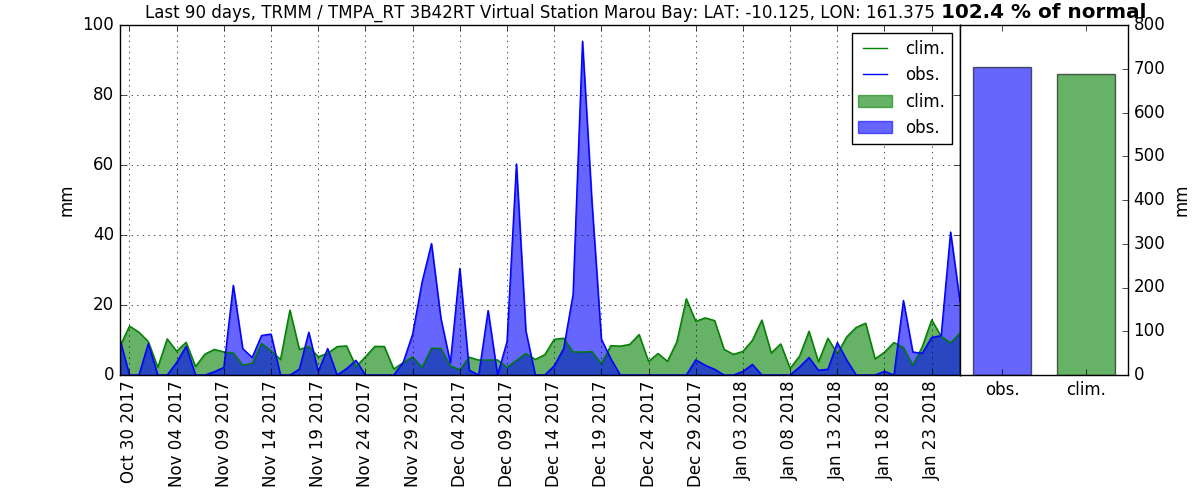 Last 90 days, TRMM / TMPA_RT 3B42RT Virtual Station Marou Bay: LAT: -10.125, LON: 161.375 102.4 % of normal
100
80
60
40
20
0
mm
clim.
obs.
clim.
obs.
Oct 30 2017
Nov 04 2017
Nov 09 2017
Nov 14 2017
Nov 19 2017
Nov 24 2017
Nov 29 2017
Dec 04 2017
Dec 09 2017
Dec 14 2017
Dec 19 2017
Dec 24 2017
Dec 29 2017
Jan 03 2018
Jan 08 2018
Jan 13 2018
Jan 18 2018
Jan 23 2018
800
700
600
500
400
300
200
100
0
mm
obs.
clim.